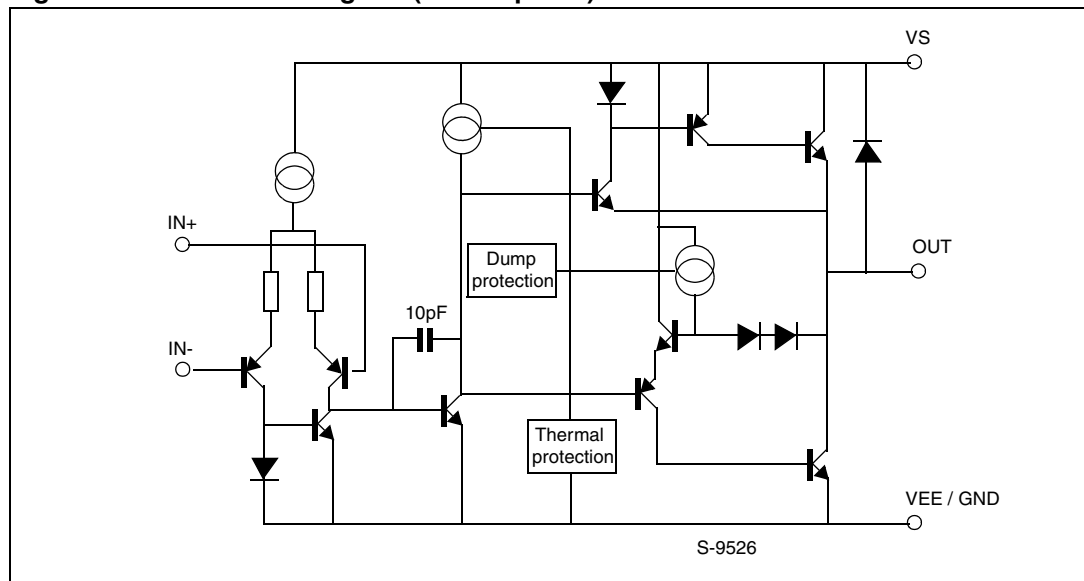 VS
IN+
OUT
Dump
protection
10pF
IN-
Thermal
protection
VEE / GND
S-9526